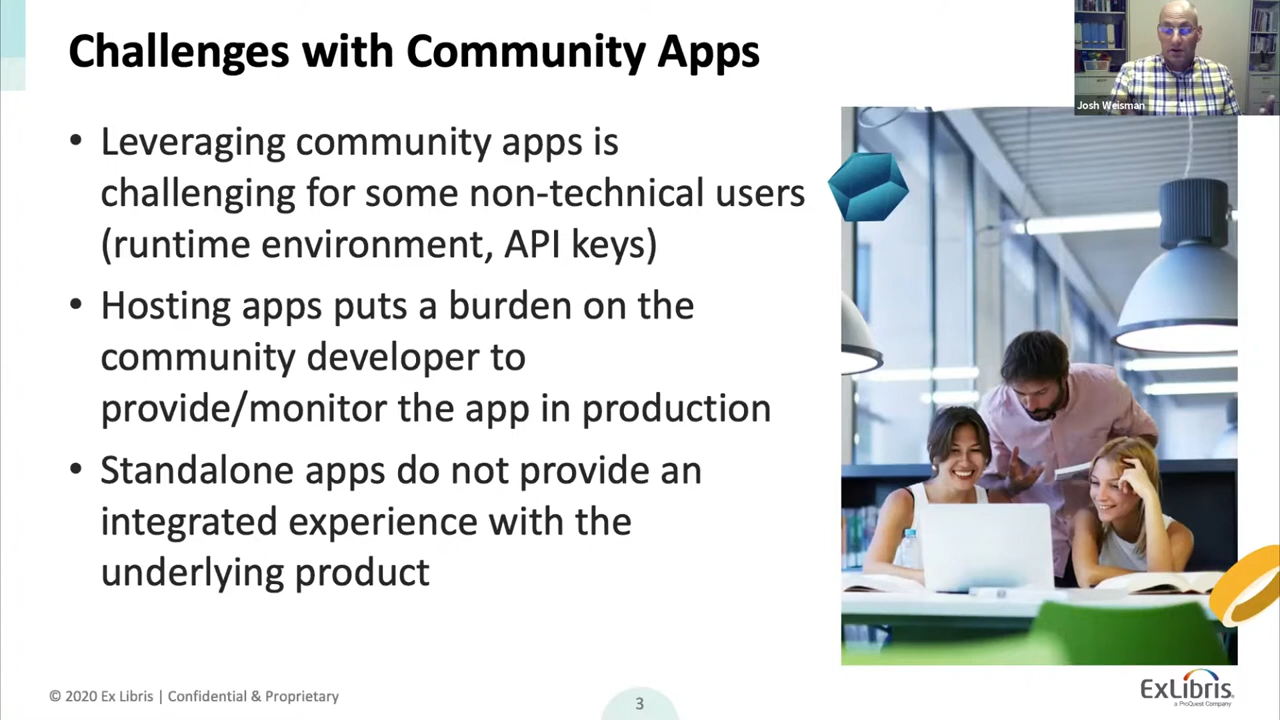 Challenges with Community Apps
Josh Weisman
• Leveraging community apps is
challenging for some non-technical users
(runtime environment, API keys)
• Hosting apps puts a burden on the
community developer to
provide/monitor the app in production
• Standalone apps do not provide an
integrated experience with the
underlying product
© 2020 Ex Libris | Confidential & Proprietary
3
ExLibris
a ProQuest Company